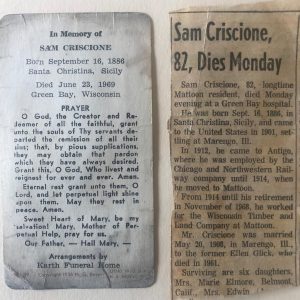 In Memory of
SAM CRISCIONE
Born September 16, 1886
Santa Christina, Sicily
Died June 23, 1969
Green Bay, Wisconsin
PRAYER
O God, the Creator and Re-
deemer of all the faithful, grant
unto the souls of Thy servants de-
parted the remission of all their
sins; that, by pious supplications,
they may obtain that pardon
which they have always desired.
Grant this, O God, Who livest and
reignest for ever and ever. Amen.
Eternal rest grant unto them, O
Lord, and let perpetual light shine
upon them. May they rest in
peace. Amen.
Sweet Heart of Mary, be my
salvation! Mary, Mother of Per-
petual Help, pray for us.
Our Father, — Hail Mary, —
Arrangements by
Karth Funeral Home
Sam Criscione,
82, Dies Monday
Sam Criscione, 82, longtime
Mattoon resident, died Monday
evening at a Green Bay hospital.
He was born Sept. 16, 1886, in
Santa Christina, Sicily, and came to
the United States in 1901, settling
at Marengo, Ill.
In 1912, he came to Antigo,
where he was employed by the
Chicago and Northwestern Rail-
way company until 1914, when
he moved to Mattoon.
From 1914 until his retirement
in November of 1968, he worked
for the Wisconsin Timber and
Land Company at Mattoon.
Mr. Criscione was married
May 20, 1908, in Marengo, Ill.,
to the former Ellen Glick, who
died in 1961.
Surviving are six daughters,
Mrs. Marie Elmore, Belmont,
Calif., Mrs. Edwin